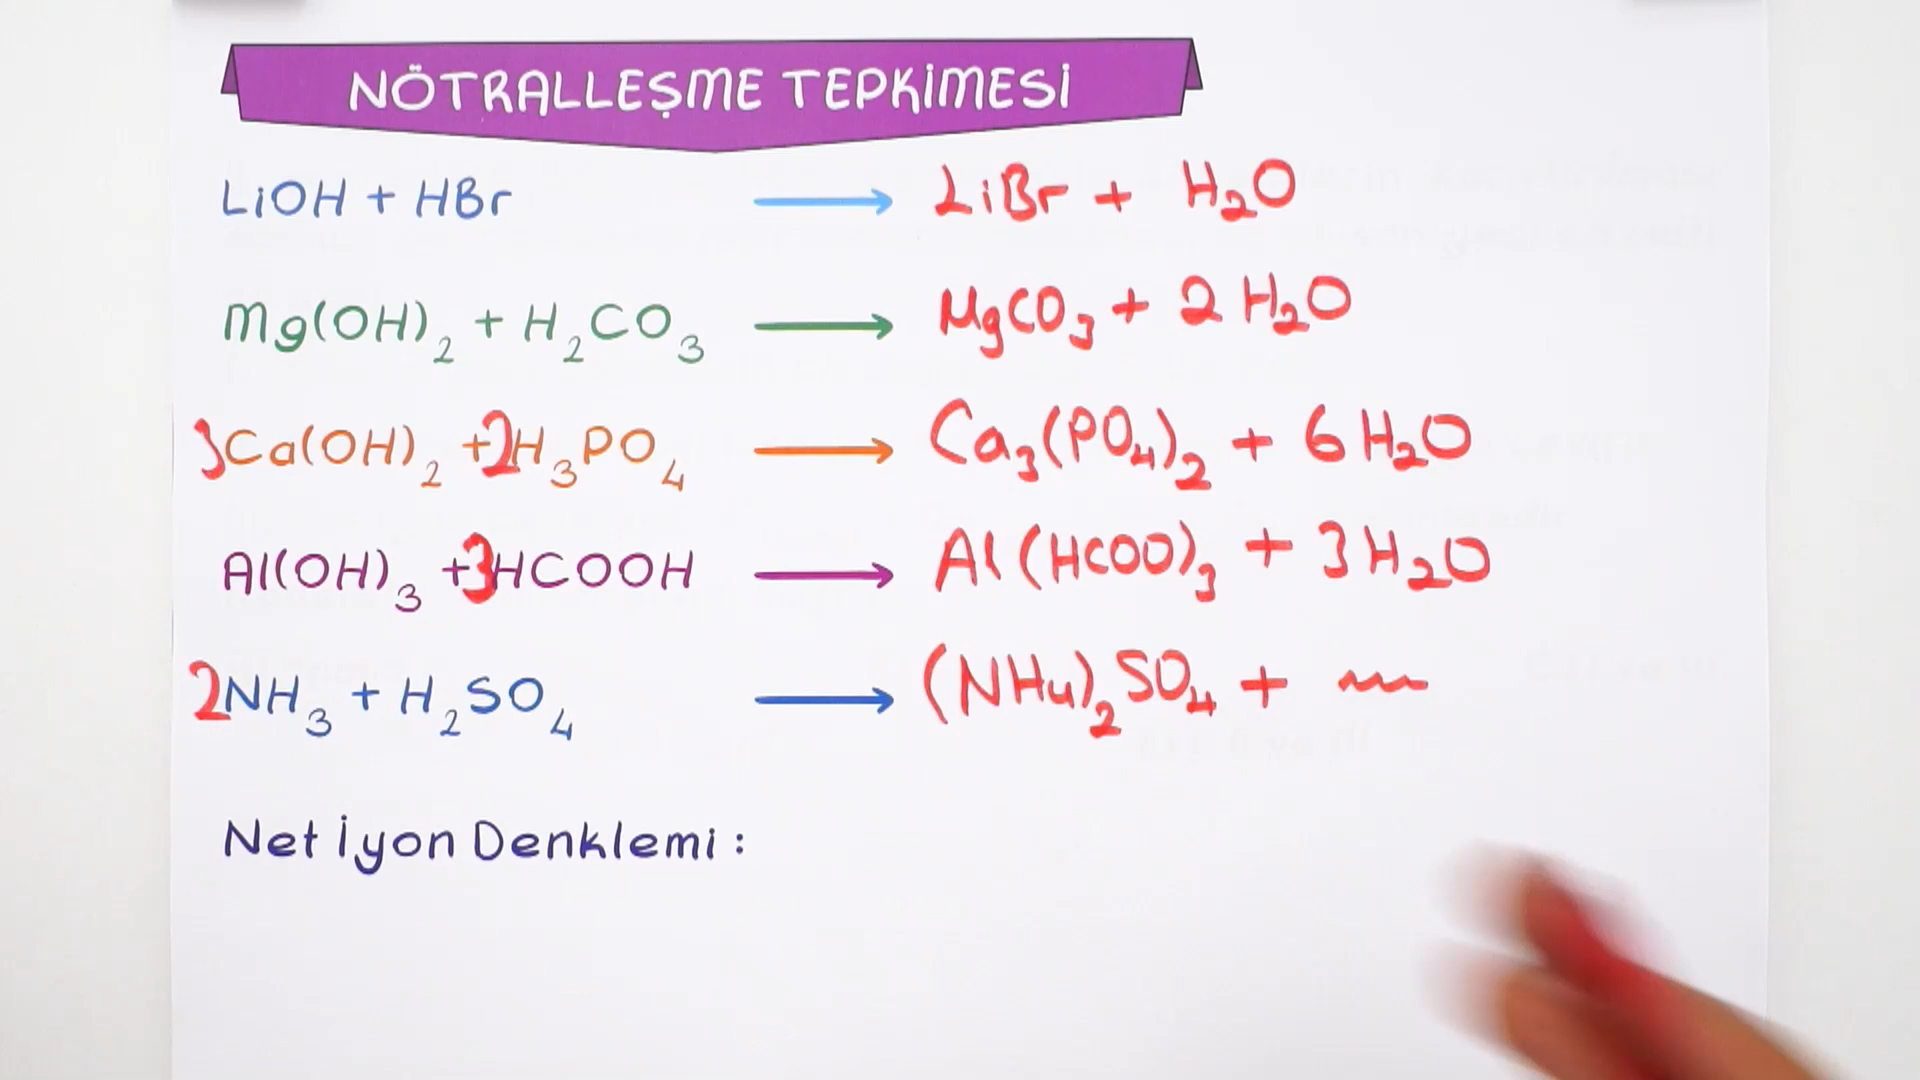 NÖTRALLEŞME TEPKİMESİ
LiOH + HBr → LiBr + H₂O
Mg(OH)₂ + H₂CO₃ → MgCO₃ + 2 H₂O
3Ca(OH)₂ + 2H₃PO₄ → Ca₃(PO₄)₂ + 6 H₂O
Al(OH)₃ + 3HCOOH → Al(HCOO)₃ + 3 H₂O
2NH₃ + H₂SO₄ → (NH₄)₂SO₄ +
Net İyon Denklemi :